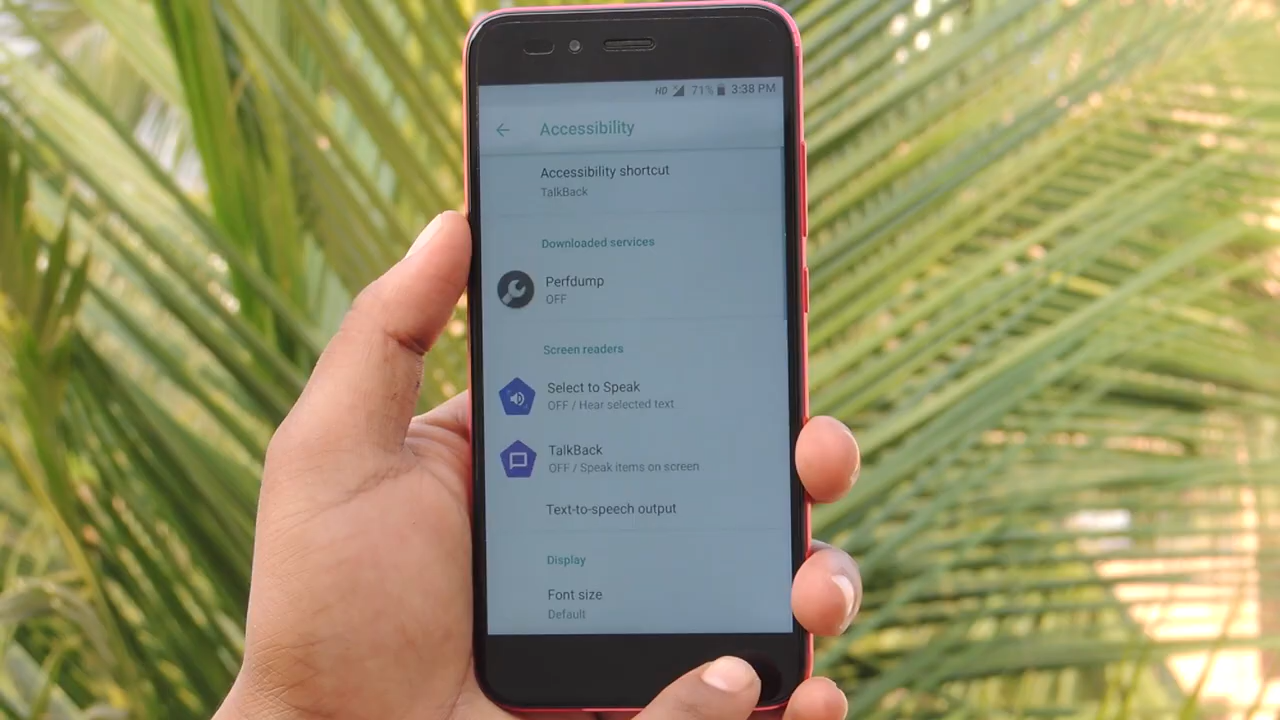 HD 71% 3:38 PM
Accessibility
Accessibility shortcut
TalkBack
Downloaded services
Perfdump
OFF
Screen readers
Select to Speak
OFF / Hear selected text
TalkBack
OFF / Speak items on screen
Text-to-speech output
Display
Font size
Default